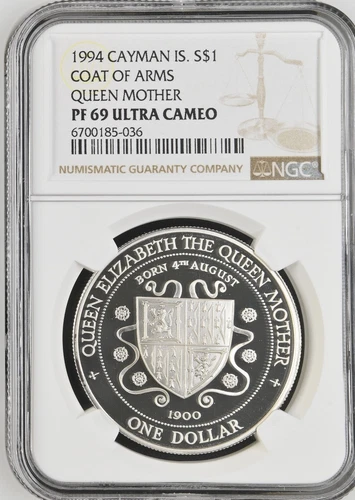 1994 CAYMAN IS. S$1
COAT OF ARMS
QUEEN MOTHER
PF 69 ULTRA CAMEO
6700185-036
NUMISMATIC GUARANTY COMPANY
NGC®
+ QUEEN ELIZABETH THE QUEEN MOTHER +
BORN 4TH AUGUST
1900
ONE DOLLAR